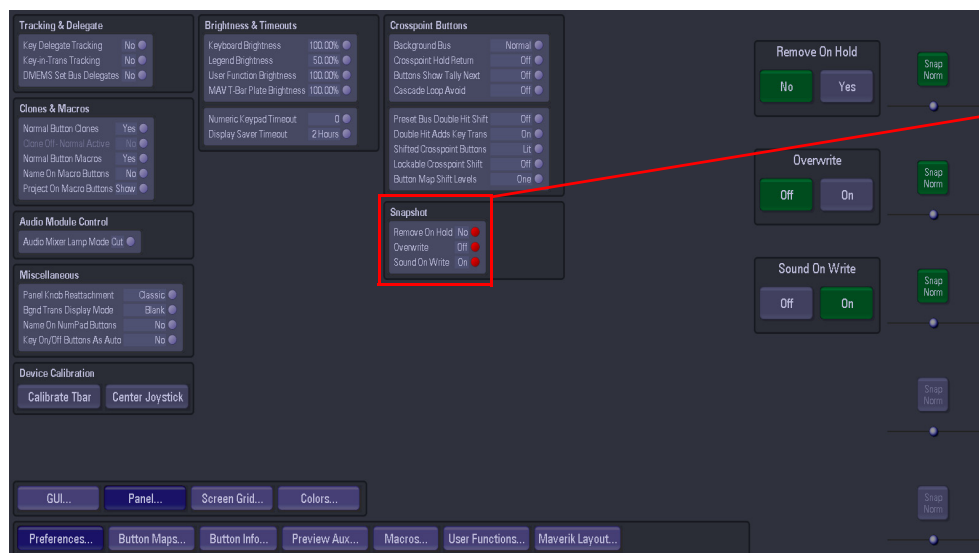 Tracking & Delegate
Key Delegate Tracking No
Key-in-Trans Tracking No
DMEMS Set Bus Delegates No
Clones & Macros
Normal Button Clones Yes
Clone Off - Normal Active No
Normal Button Macros Yes
Name On Macro Buttons No
Project On Macro Buttons Show
Audio Module Control
Audio Mixer Lamp Mode Cut
Miscellaneous
Panel Knob Reattachment Classic
Bgnd Trans Display Mode Blank
Name On NumPad Buttons No
Key On/Off Buttons As Auto No
Device Calibration
Calibrate Tbar Center Joystick
Brightness & Timeouts
Keyboard Brightness 100.00%
Legend Brightness 50.00%
User Function Brightness 100.00%
MAV T-Bar Plate Brightness 100.00%
Numeric Keypad Timeout 0
Display Saver Timeout 2 Hours
Crosspoint Buttons
Background Bus Normal
Crosspoint Hold Return Off
Buttons Show Tally Next Off
Cascade Loop Avoid Off
Preset Bus Double Hit Shift Off
Double Hit Adds Key Trans On
Shifted Crosspoint Buttons Lit
Lockable Crosspoint Shift Off
Button Map Shift Levels One
Snapshot
Remove On Hold No
Overwrite Off
Sound On Write On
Remove On Hold
No Yes
Snap
Norm
Overwrite
Off On
Snap
Norm
Sound On Write
Off On
Snap
Norm
Snap
Norm
Snap
Norm
GUI... Panel... Screen Grid... Colors...
Preferences... Button Maps... Button Info... Preview Aux... Macros... User Functions... Maverik Layout...